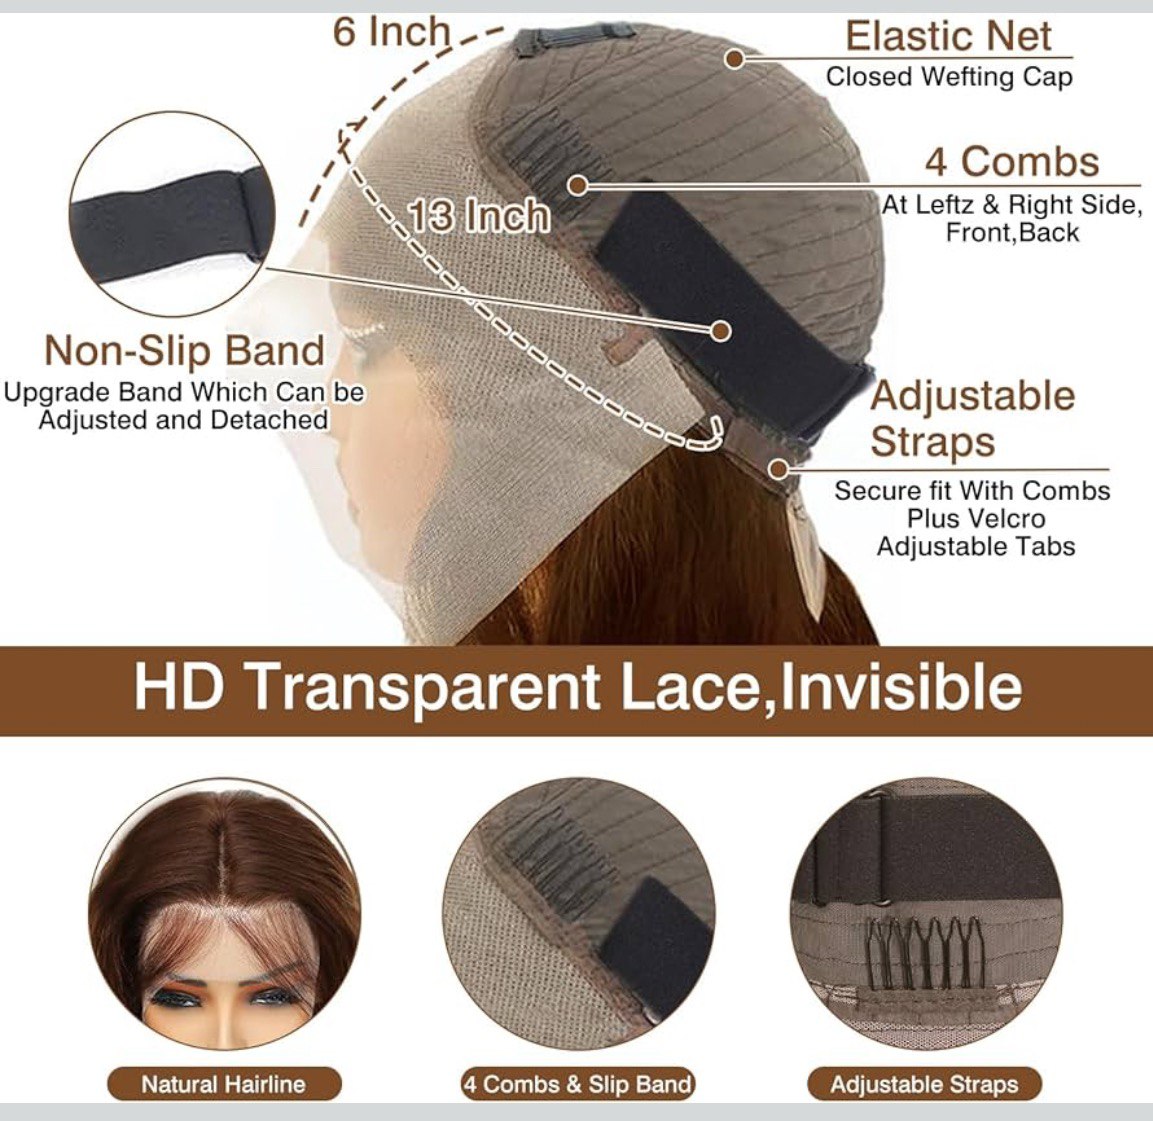 6 Inch
Elastic Net
Closed Wefting Cap
4 Combs
At Leftz & Right Side,
Front,Back
13 Inch
Non-Slip Band
Upgrade Band Which Can be
Adjusted and Detached
Adjustable
Straps
Secure fit With Combs
Plus Velcro
Adjustable Tabs
HD Transparent Lace,Invisible
Natural Hairline
4 Combs & Slip Band
Adjustable Straps